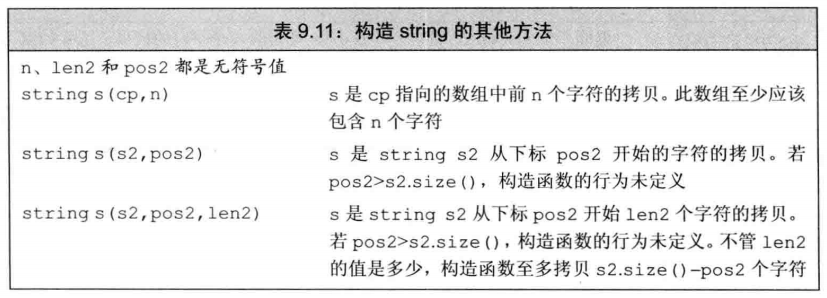 表 9.11：构造 string 的其他方法
n、len2 和 pos2 都是无符号值
string s(cp,n) s 是 cp 指向的数组中前 n 个字符的拷贝。此数组至少应该
包含 n 个字符
string s(s2,pos2) s 是 string s2 从下标 pos2 开始的字符的拷贝。若
pos2>s2.size()，构造函数的行为未定义
string s(s2,pos2,len2) s 是 string s2 从下标 pos2 开始 len2 个字符的拷贝。
若 pos2>s2.size()，构造函数的行为未定义。不管 len2
的值是多少，构造函数至多拷贝 s2.size()-pos2 个字符